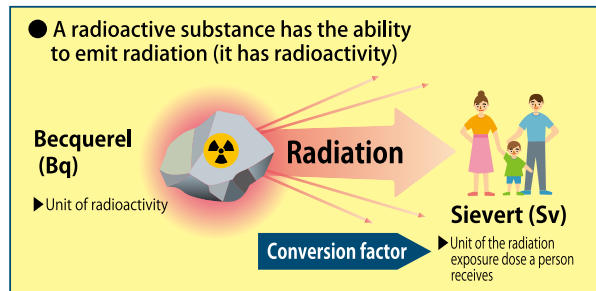 ● A radioactive substance has the ability
to emit radiation (it has radioactivity)
Becquerel
(Bq)
▶Unit of radioactivity
Radiation
Conversion factor
Sievert (Sv)
▶Unit of the radiation
exposure dose a person
receives